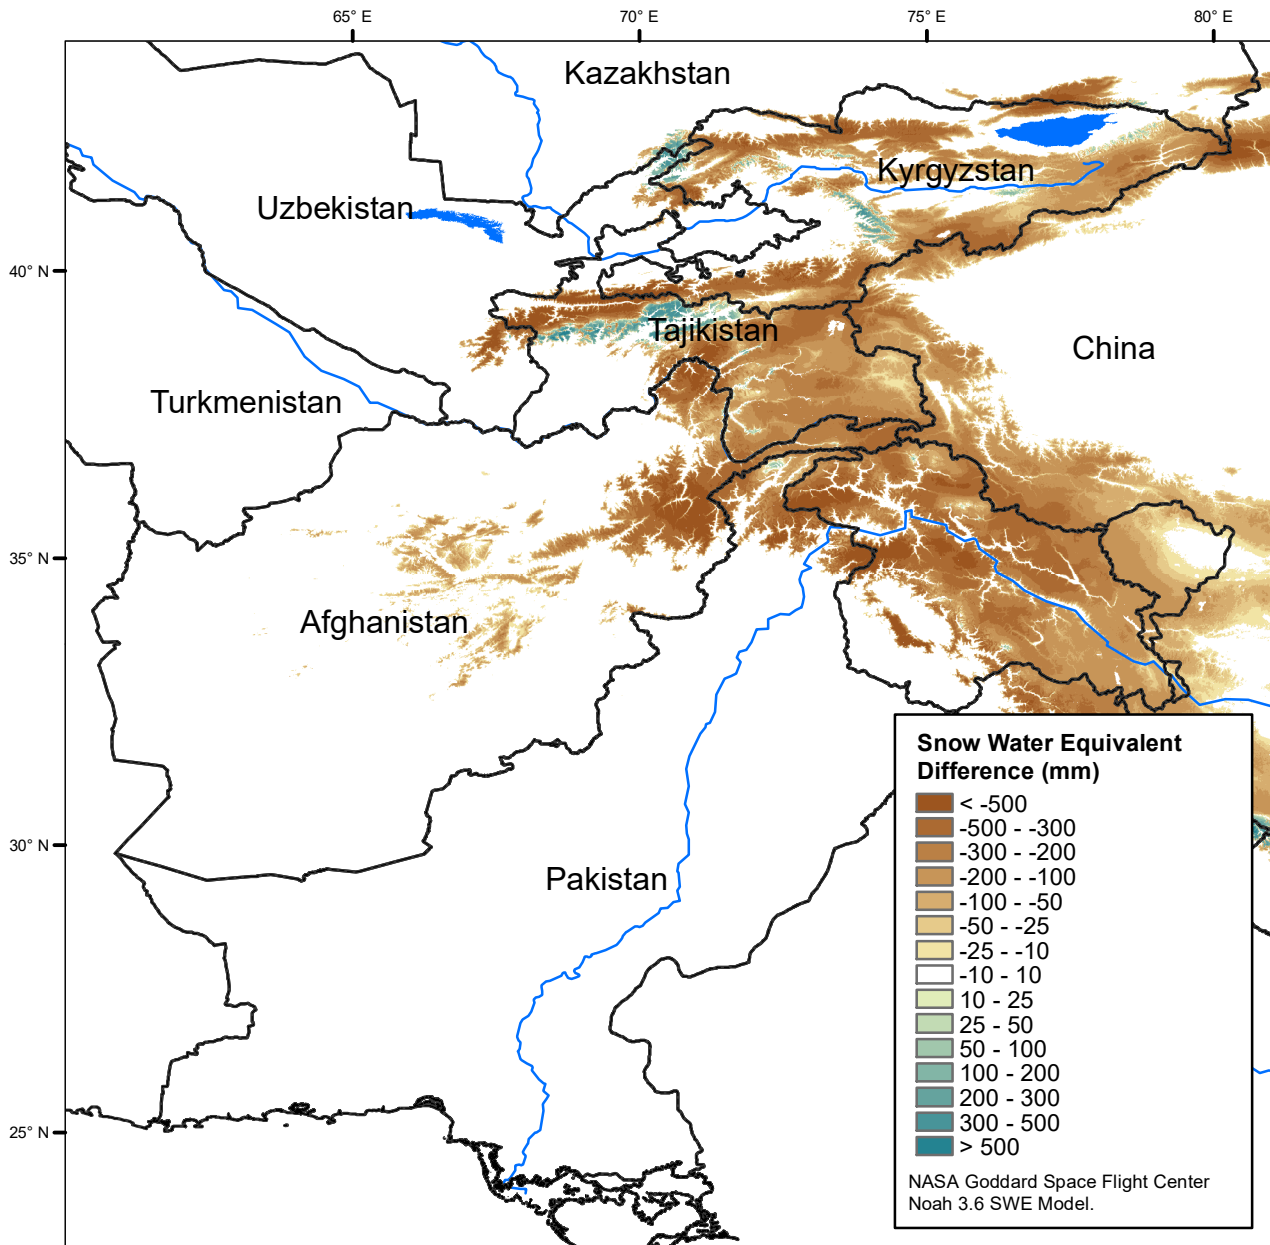 65° E
70° E
75° E
80° E
Kazakhstan
Kyrgyzstan
Uzbekistan
40° N
Tajikistan
China
Turkmenistan
35° N
Afghanistan
30° N
Pakistan
25° N
Snow Water Equivalent
Difference (mm)
< -500
-500 - -300
-300 - -200
-200 - -100
-100 - -50
-50 - -25
-25 - -10
-10 - 10
10 - 25
25 - 50
50 - 100
100 - 200
200 - 300
300 - 500
> 500
NASA Goddard Space Flight Center
Noah 3.6 SWE Model.